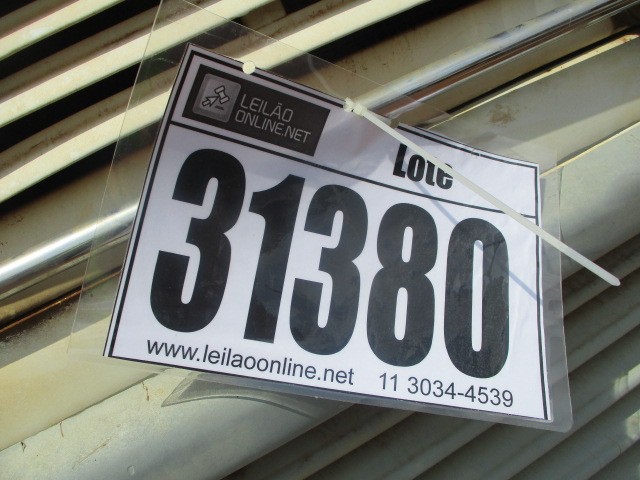 LEILÃO
ONLINE.NET
Lote
31380
www.leilaoonline.net 11 3034-4539